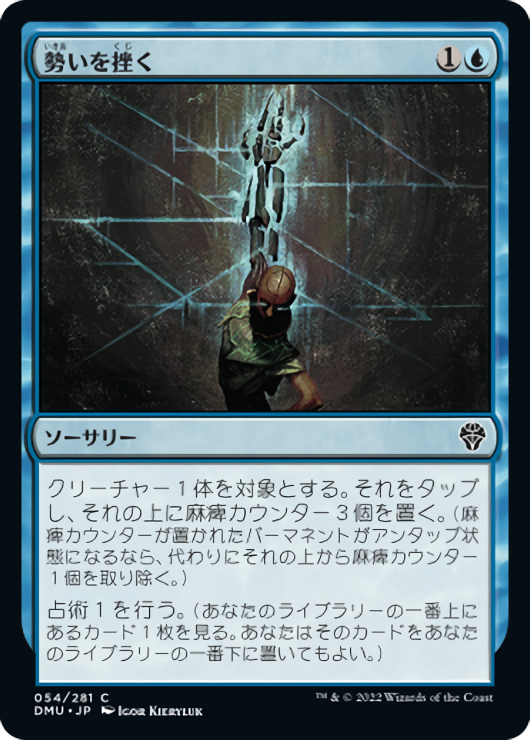 勢いを挫く
いきお くじ
1
ソーサリー
クリーチャー1体を対象とする。それをタップ
し、それの上に麻痺カウンター3個を置く。(麻
痺カウンターが置かれたパーマネントがアンタップ状
態になるなら、代わりにそれの上から麻痺カウンター
1個を取り除く。)
占術1を行う。(あなたのライブラリーの一番上に
あるカード1枚を見る。あなたはそのカードをあなた
のライブラリーの一番下に置いてもよい。)
054/281 C
DMU・JP Igor Kieryluk
™ & © 2022 Wizards of the Coast